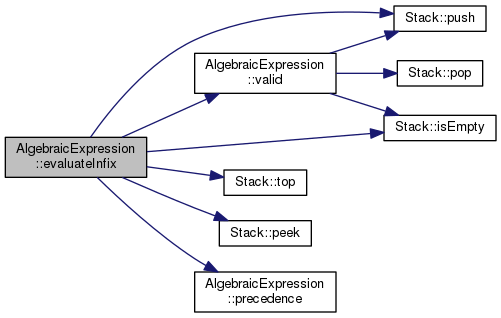 AlgebraicExpression
::evaluateInfix
AlgebraicExpression
::valid
Stack::push
Stack::pop
Stack::isEmpty
Stack::top
Stack::peek
AlgebraicExpression
::precedence